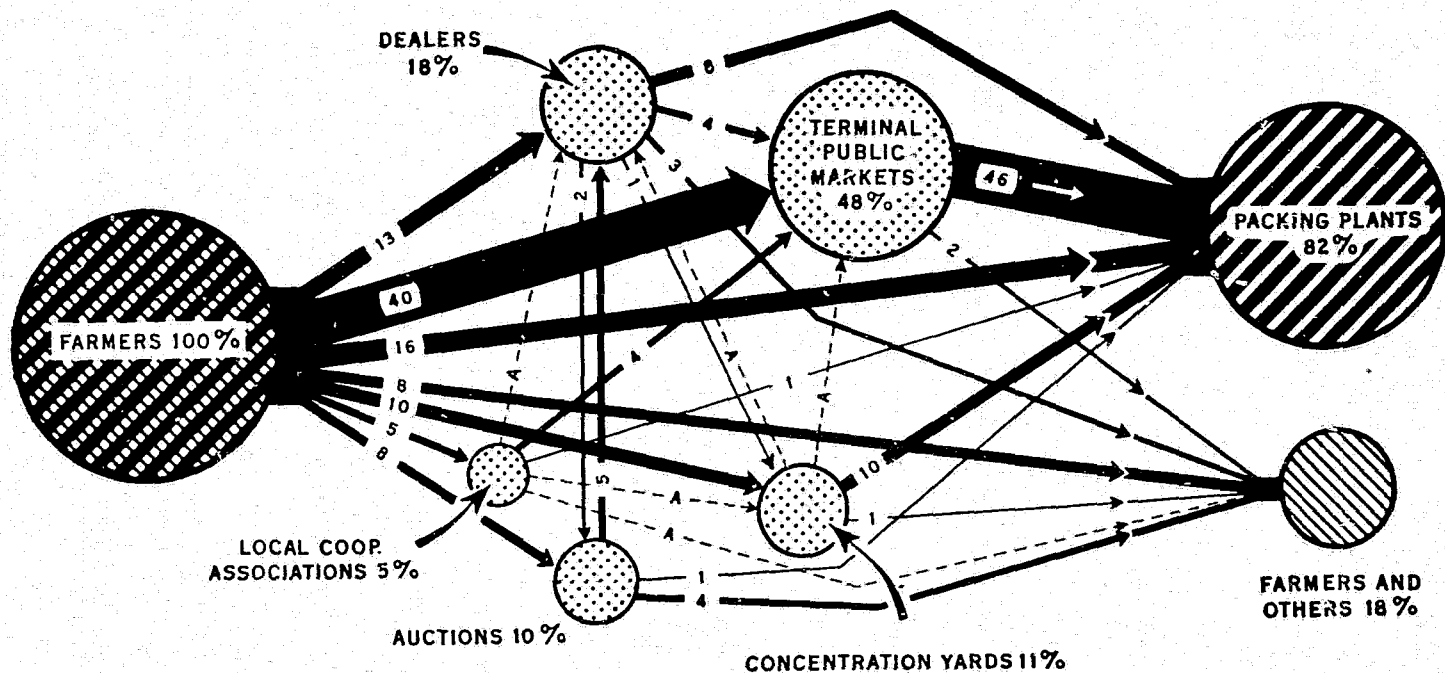 DEALERS
18%
8
4
3
TERMINAL
PUBLIC
MARKETS
48%
46
PACKING PLANTS
82%
2
1
2
13
40
FARMERS 100%
16
8
10
5
8
A
4
A
A
1
10
5
A
A
1
1
4
LOCAL COOP.
ASSOCIATIONS 5%
AUCTIONS 10%
CONCENTRATION YARDS 11%
FARMERS AND
OTHERS 18%